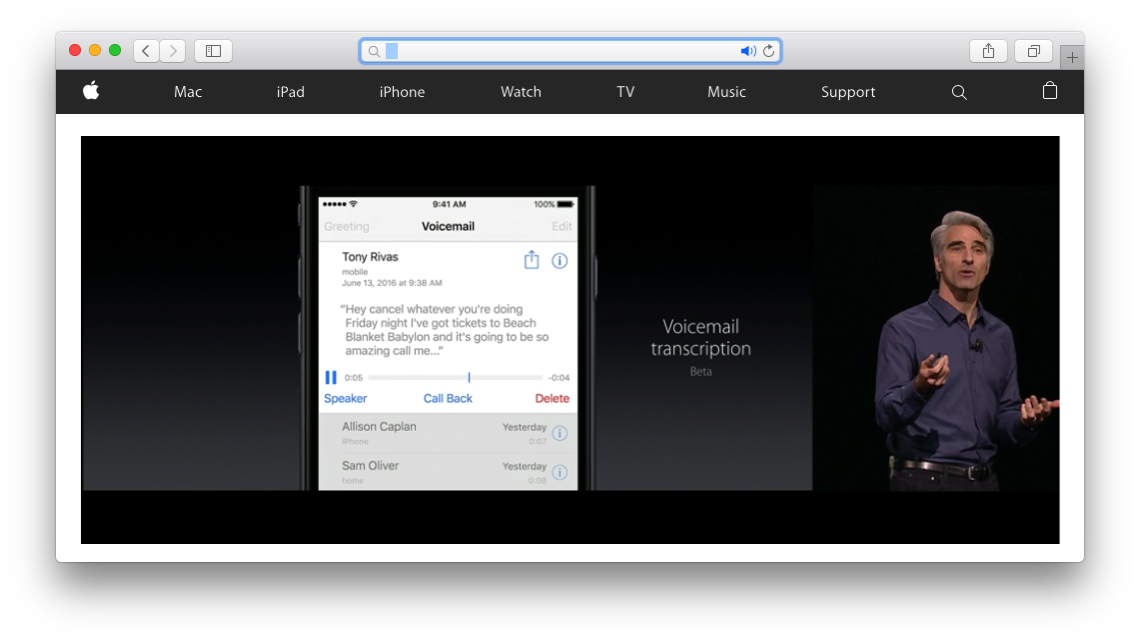 Mac iPad iPhone Watch TV Music Support
9:41 AM 100%
Greeting Voicemail Edit
Tony Rivas
mobile
June 13, 2016 at 9:38 AM
“Hey cancel whatever you're doing
Friday night I've got tickets to Beach
Blanket Babylon and it's going to be so
amazing call me...”
0:05 -0:04
Speaker Call Back Delete
Allison Caplan Yesterday
iPhone 0:07
Sam Oliver Yesterday
home 0:08
Voicemail
transcription
Beta